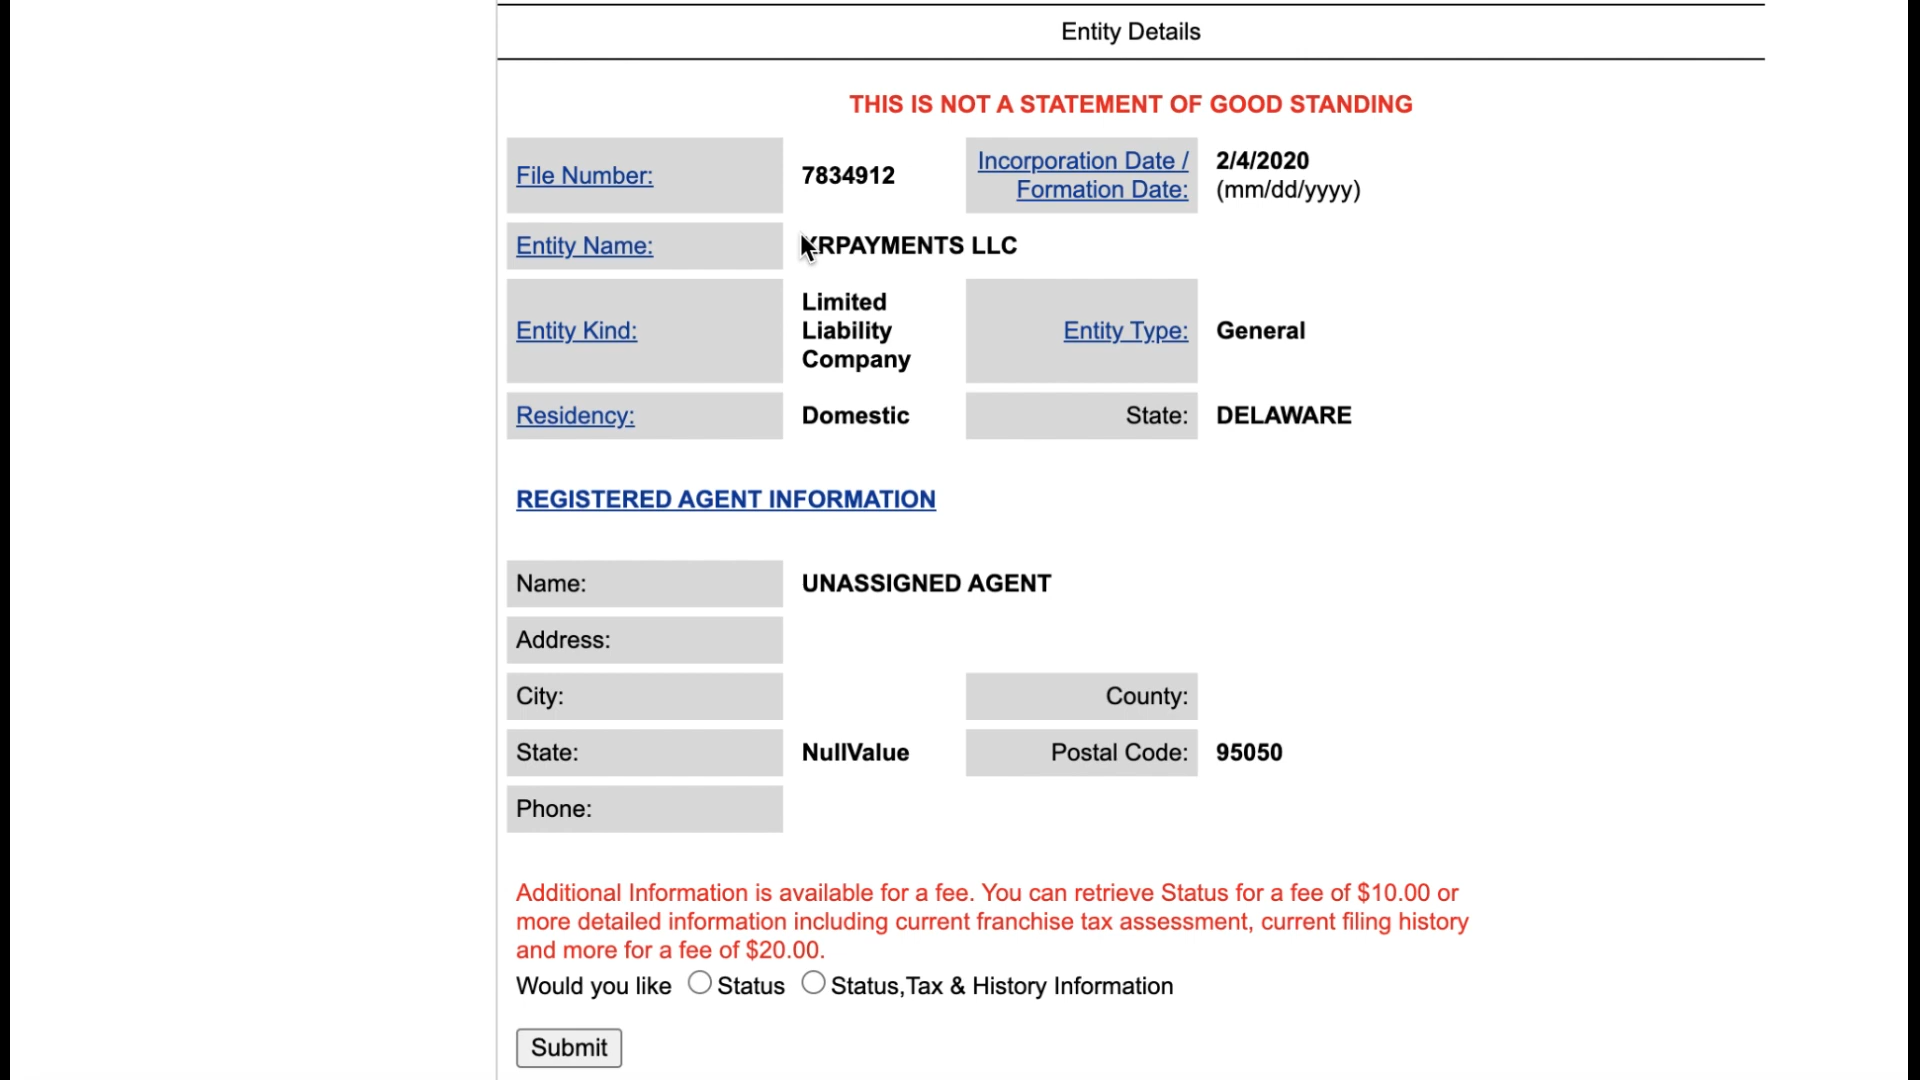 Entity Details
THIS IS NOT A STATEMENT OF GOOD STANDING
File Number: 7834912 Incorporation Date / Formation Date: 2/4/2020 (mm/dd/yyyy)
Entity Name: XRPAYMENTS LLC
Entity Kind: Limited Liability Company Entity Type: General
Residency: Domestic State: DELAWARE
REGISTERED AGENT INFORMATION
Name: UNASSIGNED AGENT
Address:
City: County:
State: NullValue Postal Code: 95050
Phone:
Additional Information is available for a fee. You can retrieve Status for a fee of $10.00 or
more detailed information including current franchise tax assessment, current filing history
and more for a fee of $20.00.
Would you like Status Status,Tax & History Information
Submit